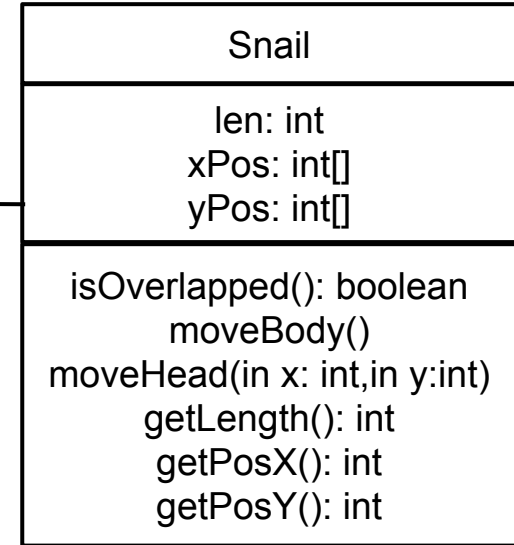 Snail
len: int
xPos: int[]
yPos: int[]
isOverlapped(): boolean
moveBody()
moveHead(in x: int,in y:int)
getLength(): int
getPosX(): int
getPosY(): int